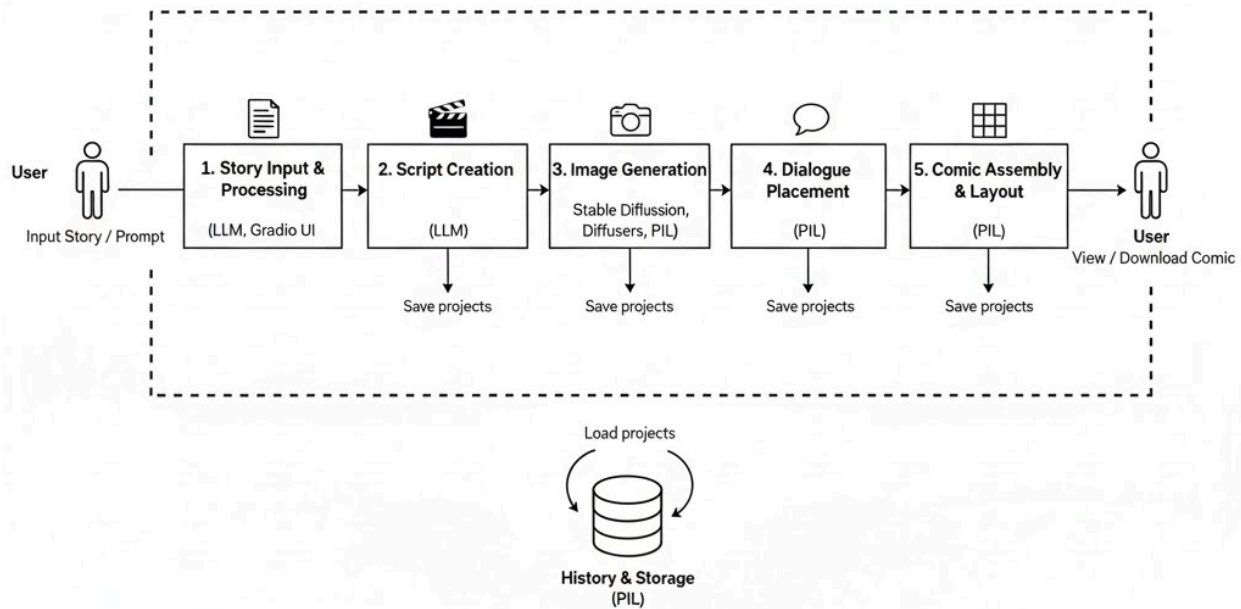 User
Input Story / Prompt
1. Story Input &
Processing
(LLM, Gradio UI
2. Script Creation
(LLM)
Save projects
3. Image Generation
Stable Diflussion,
Diffusers, PIL)
Save projects
4. Dialogue
Placement
(PIL)
Save projects
5. Comic Assembly
& Layout
(PIL)
Save projects
User
View / Download Comic
Load projects
History & Storage
(PIL)